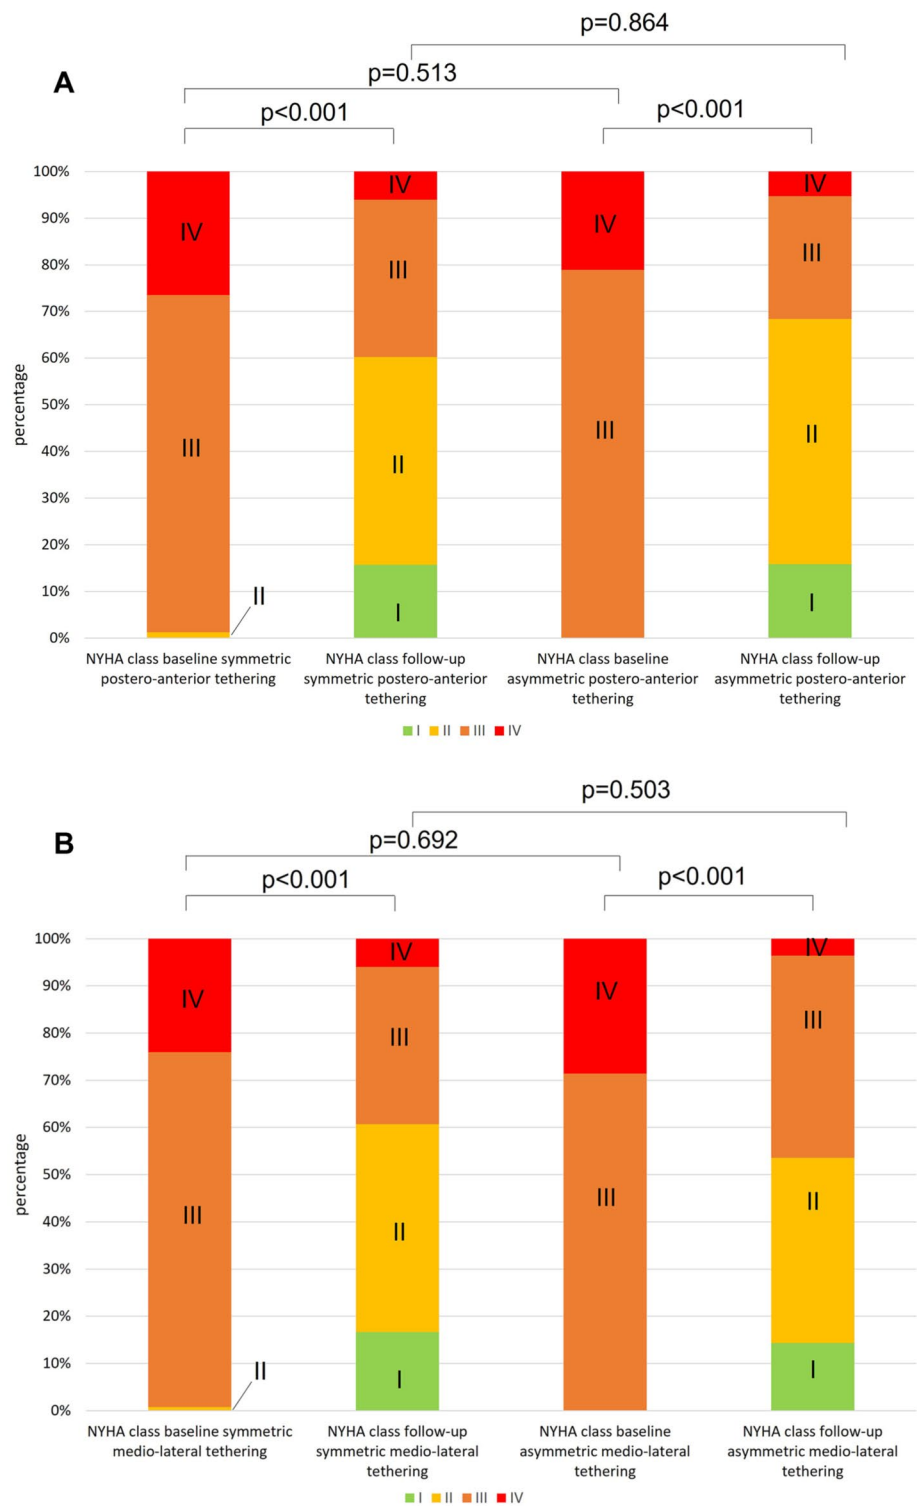 p=0.864
A
p=0.513
p<0.001
p<0.001
100%
90%
80%
70%
60%
50%
40%
30%
20%
10%
0%
percentage
IV
III
II
IV
III
II
I
IV
III
IV
III
II
I
NYHA class baseline symmetric
postero-anterior tethering
NYHA class follow-up
symmetric postero-anterior
tethering
NYHA class baseline
asymmetric postero-anterior
tethering
NYHA class follow-up
asymmetric postero-anterior
tethering
I II III IV
p=0.503
B
p=0.692
p<0.001
p<0.001
100%
90%
80%
70%
60%
50%
40%
30%
20%
10%
0%
percentage
IV
III
II
IV
III
II
I
IV
III
IV
III
II
I
NYHA class baseline symmetric
medio-lateral tethering
NYHA class follow-up
symmetric medio-lateral
tethering
NYHA class baseline
asymmetric medio-lateral
tethering
NYHA class follow-up
asymmetric medio-lateral
tethering
I II III IV